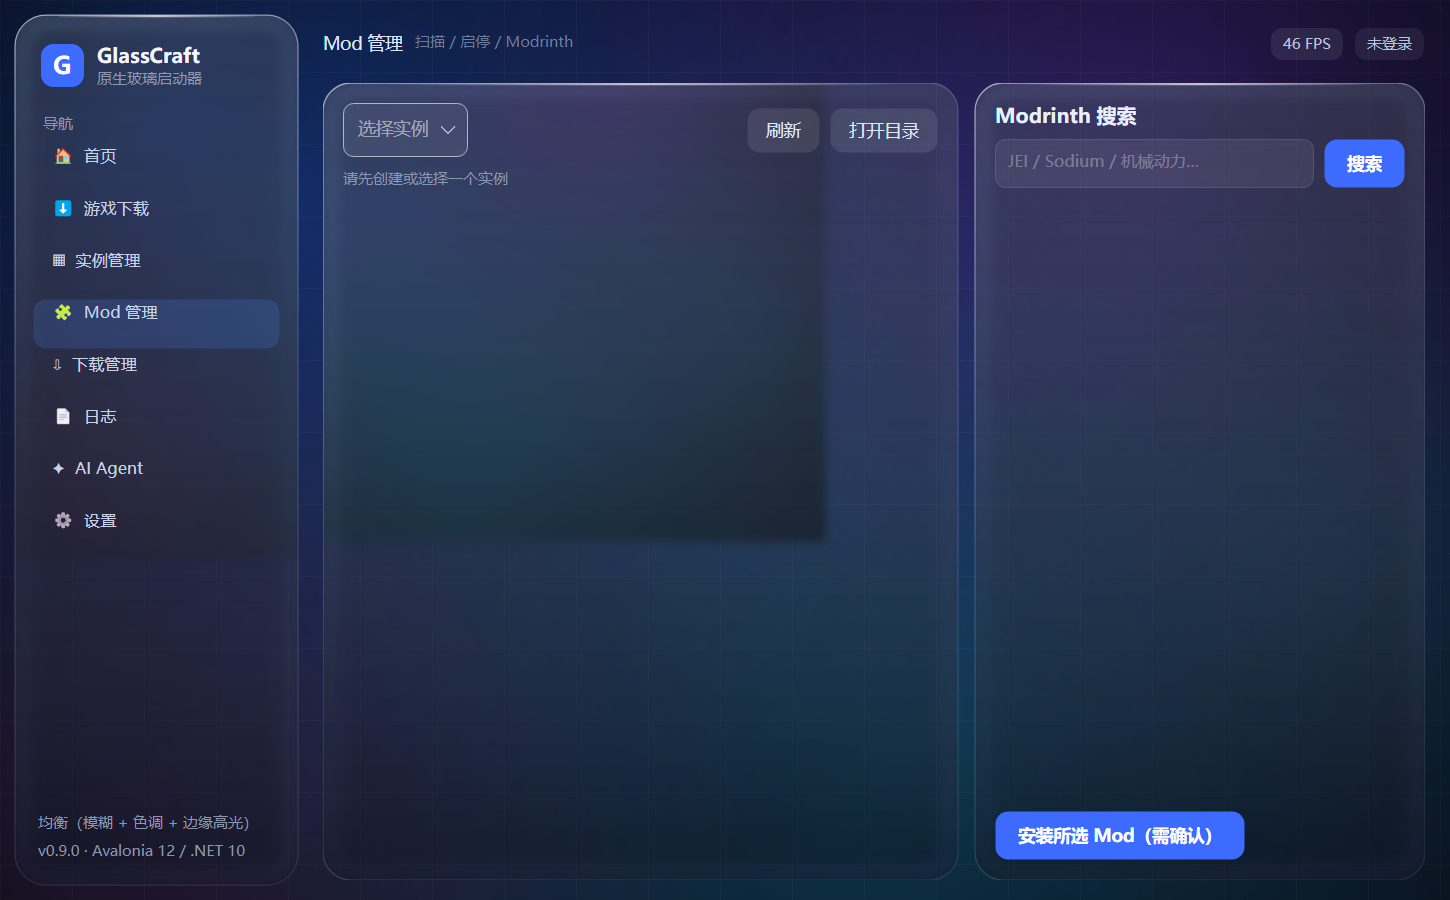 G
GlassCraft
原生玻璃启动器
导航
首页
游戏下载
实例管理
Mod 管理
下载管理
日志
AI Agent
设置
均衡（模糊 + 色调 + 边缘高光）
v0.9.0 · Avalonia 12 / .NET 10
Mod 管理 扫描 / 启停 / Modrinth
46 FPS
未登录
选择实例
刷新
打开目录
请先创建或选择一个实例
Modrinth 搜索
JEI / Sodium / 机械动力...
搜索
安装所选 Mod（需确认）